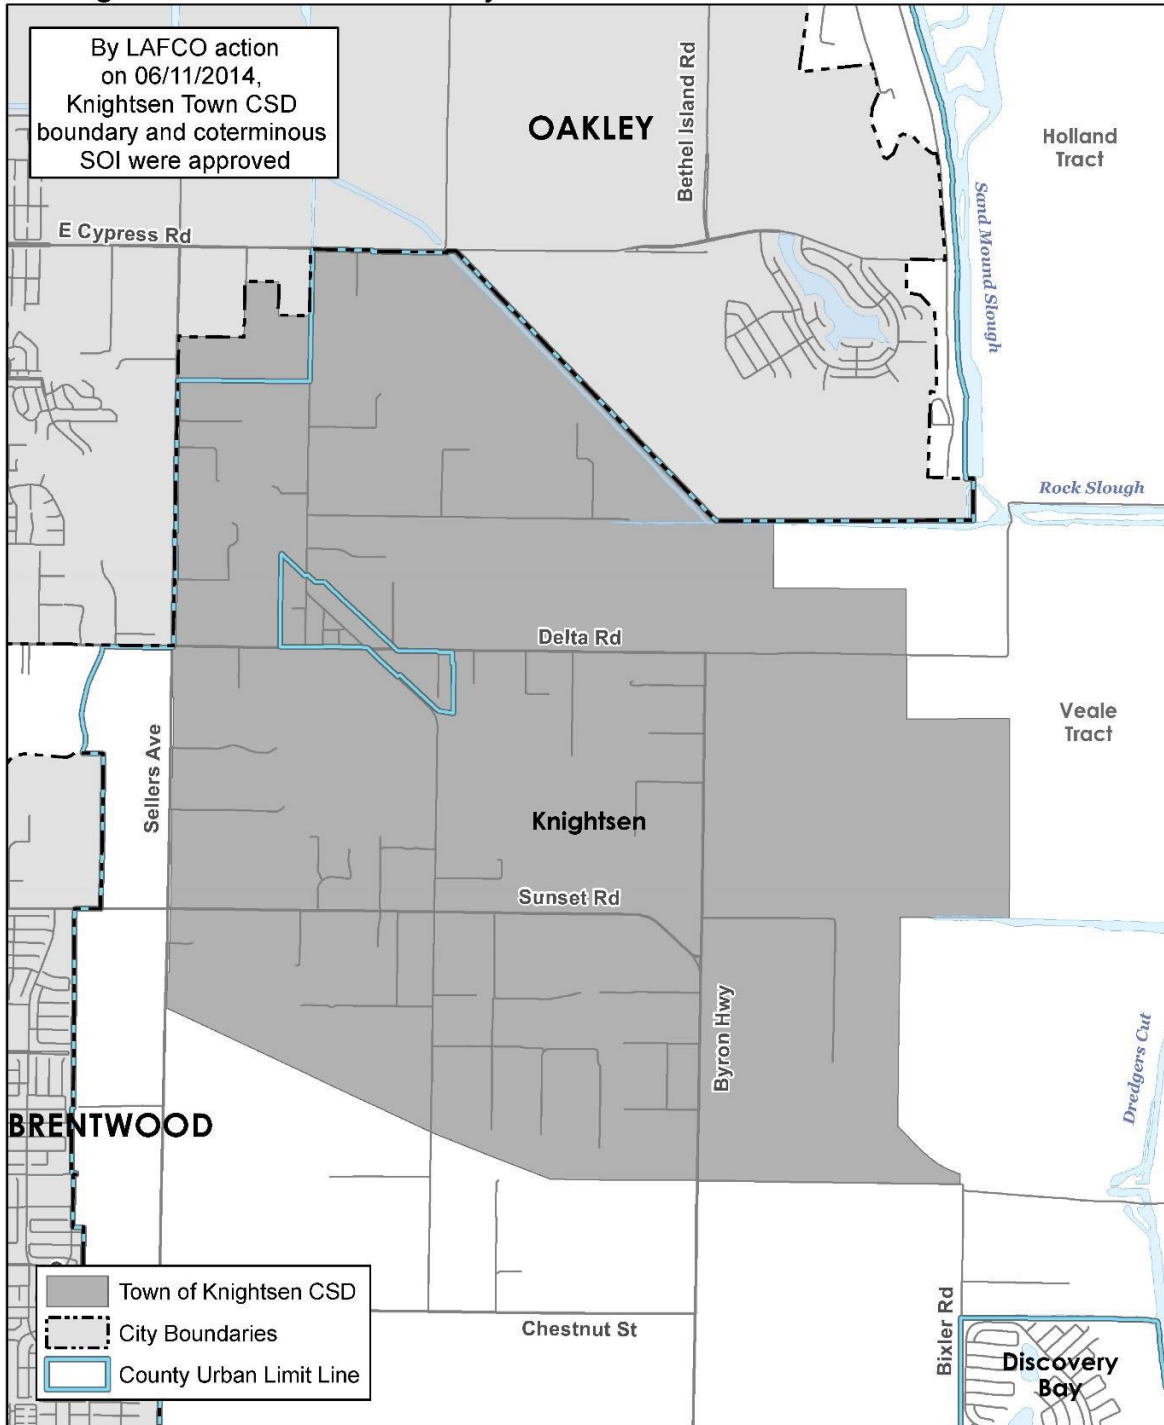 By LAFCO action
on 06/11/2014,
Knightsen Town CSD
boundary and coterminous
SOI were approved
OAKLEY
Bethel Island Rd
Holland
Tract
E Cypress Rd
Sand Mound Slough
Rock Slough
Delta Rd
Veale
Tract
Sellers Ave
Knightsen
Sunset Rd
Byron Hwy
Dredgers Cut
BRENTWOOD
Town of Knightsen CSD
City Boundaries
County Urban Limit Line
Chestnut St
Bixler Rd
Discovery
Bay